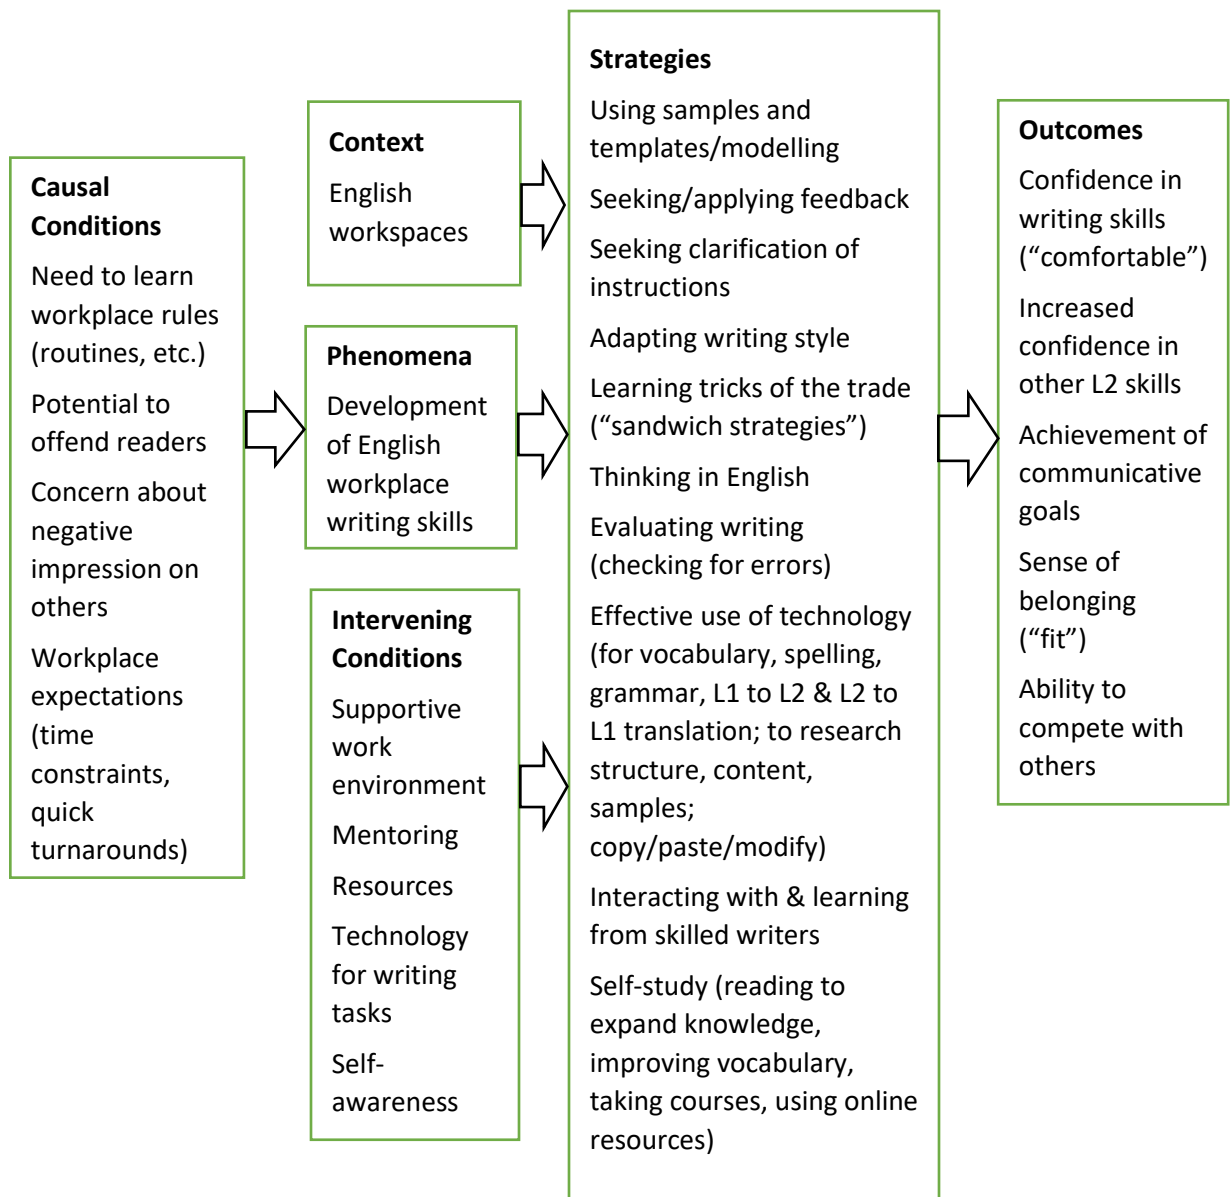 Causal
Conditions
Need to learn
workplace rules
(routines, etc.)
Potential to
offend readers
Concern about
negative
impression on
others
Workplace
expectations
(time
constraints,
quick
turnarounds)
Context
English
workspaces
Phenomena
Development
of English
workplace
writing skills
Intervening
Conditions
Supportive
work
environment
Mentoring
Resources
Technology
for writing
tasks
Self-
awareness
Strategies
Using samples and
templates/modelling
Seeking/applying feedback
Seeking clarification of
instructions
Adapting writing style
Learning tricks of the trade
(“sandwich strategies”)
Thinking in English
Evaluating writing
(checking for errors)
Effective use of technology
(for vocabulary, spelling,
grammar, L1 to L2 & L2 to
L1 translation; to research
structure, content,
samples;
copy/paste/modify)
Interacting with & learning
from skilled writers
Self-study (reading to
expand knowledge,
improving vocabulary,
taking courses, using online
resources)
Outcomes
Confidence in
writing skills
(“comfortable”)
Increased
confidence in
other L2 skills
Achievement of
communicative
goals
Sense of
belonging
(“fit”)
Ability to
compete with
others